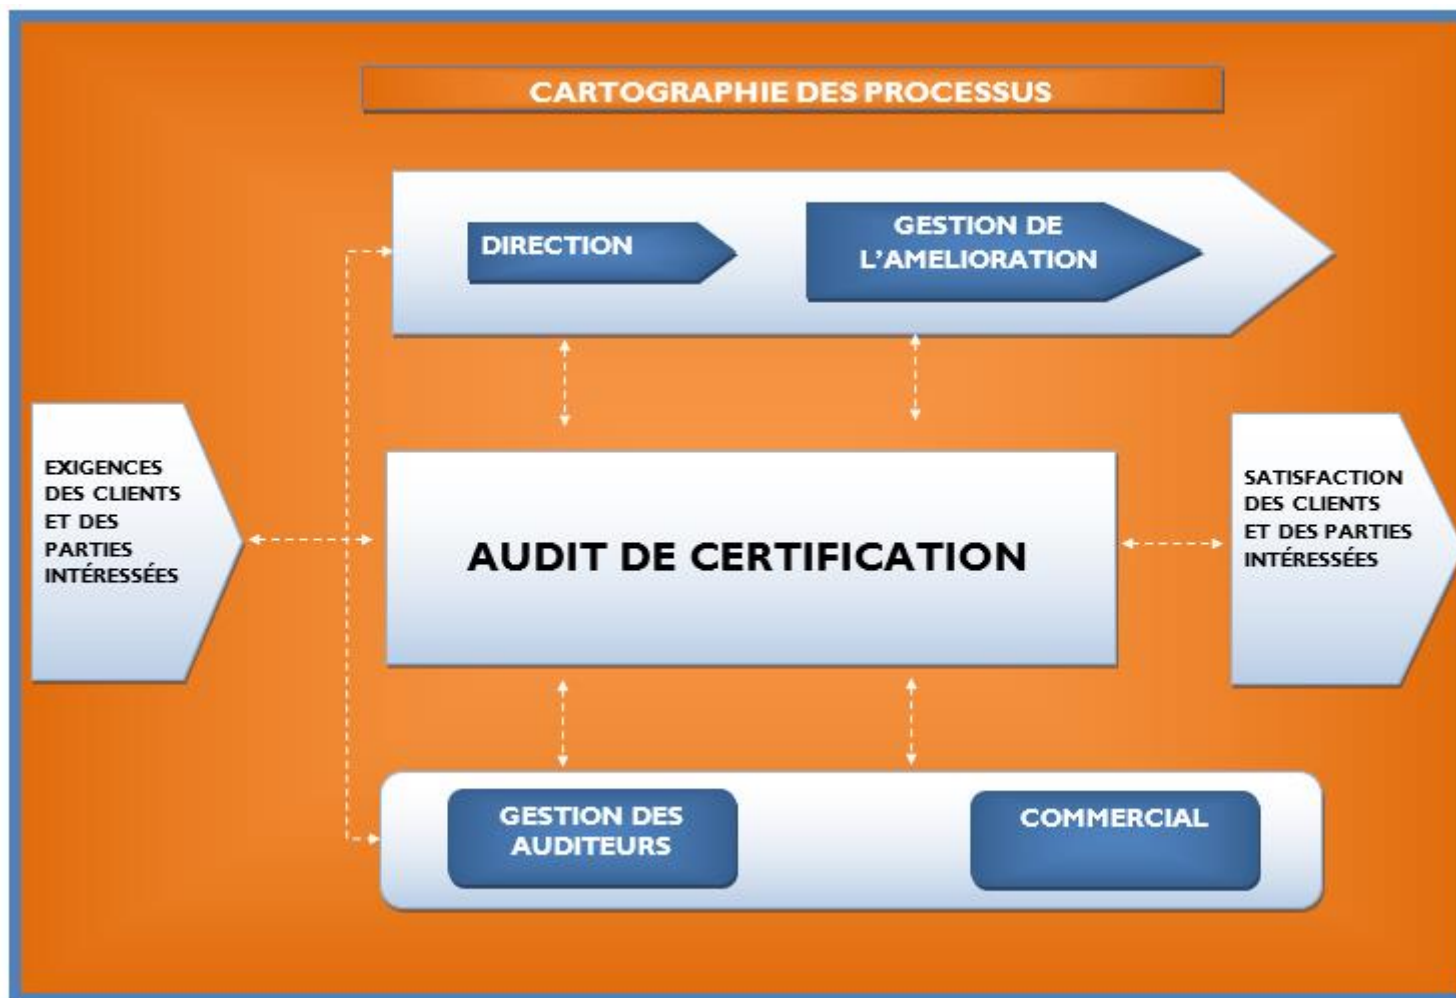 CARTOGRAPHIE DES PROCESSUS
DIRECTION
GESTION DE
L'AMELIORATION
EXIGENCES
DES CLIENTS
ET DES
PARTIES
INTÉRESSÉES
AUDIT DE CERTIFICATION
SATISFACTION
DES CLIENTS
ET DES PARTIES
INTÉRESSÉES
GESTION DES
AUDITEURS
COMMERCIAL